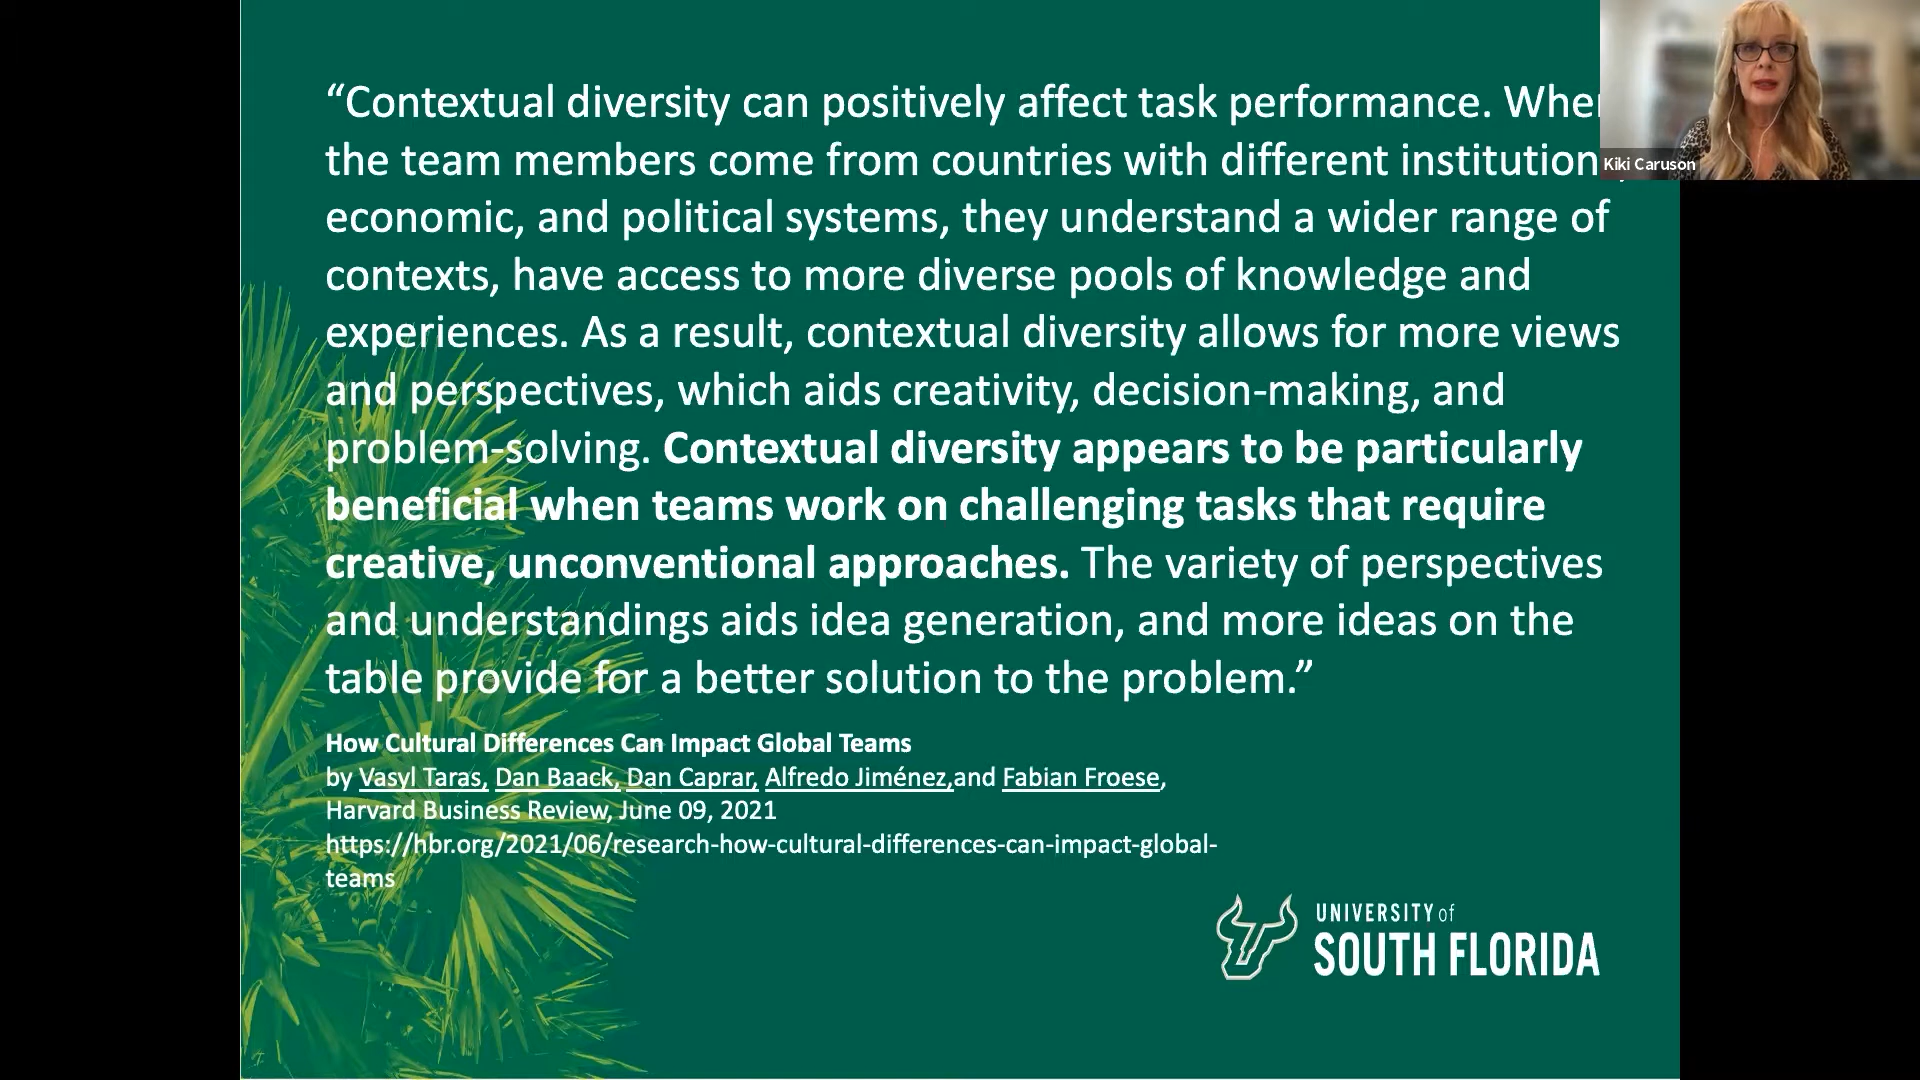 “Contextual diversity can positively affect task performance.
the team members come from countries with different
economic, and political systems, they understand a wider range of
contexts, have access to more diverse pools of knowledge and
experiences. As a result, contextual diversity allows for more views
and perspectives, which aids creativity, decision-making, and
problem-solving. Contextual diversity appears to be particularly
beneficial when teams work on challenging tasks that require
creative, unconventional approaches. The variety of perspectives
and understandings aids idea generation, and more ideas on the
table provide for a better solution to the problem.”
How Cultural Differences Can Impact Global Teams
by Vasyl Taras, Dan Baack, Dan Caprar, Alfredo Jiménez,and Fabian Froese,
Harvard Business Review, June 09, 2021
https://hbr.org/2021/06/research-how-cultural-differences-can-impact-global-
teams
UNIVERSITY of
SOUTH FLORIDA
Kiki Caruson